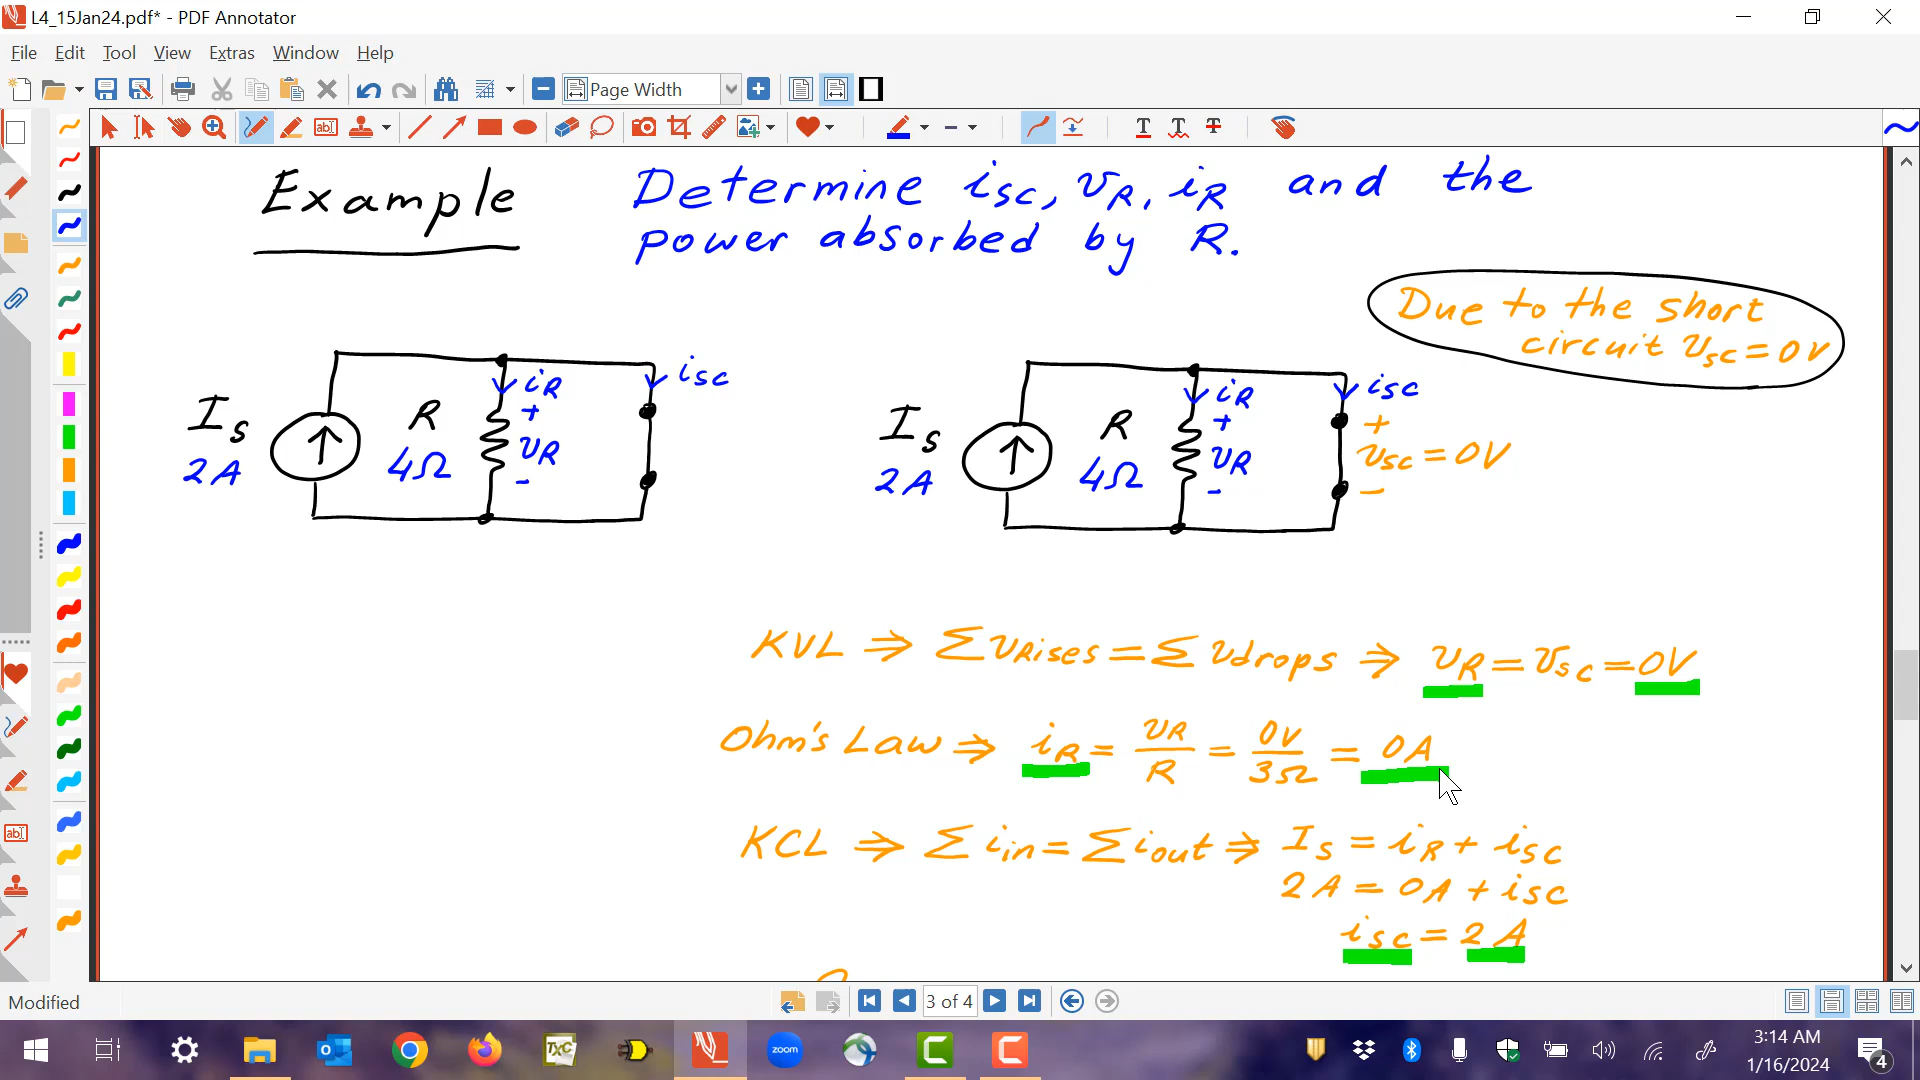 L4_15Jan24.pdf* - PDF Annotator
File Edit Tool View Extras Window Help
Page Width
Example
Determine isc, vR, iR and the
power absorbed by R.
Due to the short
circuit vsc = 0V
Is
2A
R
4Ω
iR
+
vR
-
isc
Is
2A
R
4Ω
iR
+
vR
-
isc
+
vsc = 0V
-
KVL ⇒ Σ vRises = Σ vdrops ⇒ vR = vsc = 0V
Ohm's Law ⇒ iR = vR/R = 0V/3Ω = 0A
KCL ⇒ Σ iin = Σ iout ⇒ Is = iR + isc
2A = 0A + isc
isc = 2A
Modified
3 of 4
zoom
TXC
3:14 AM
1/16/2024
4